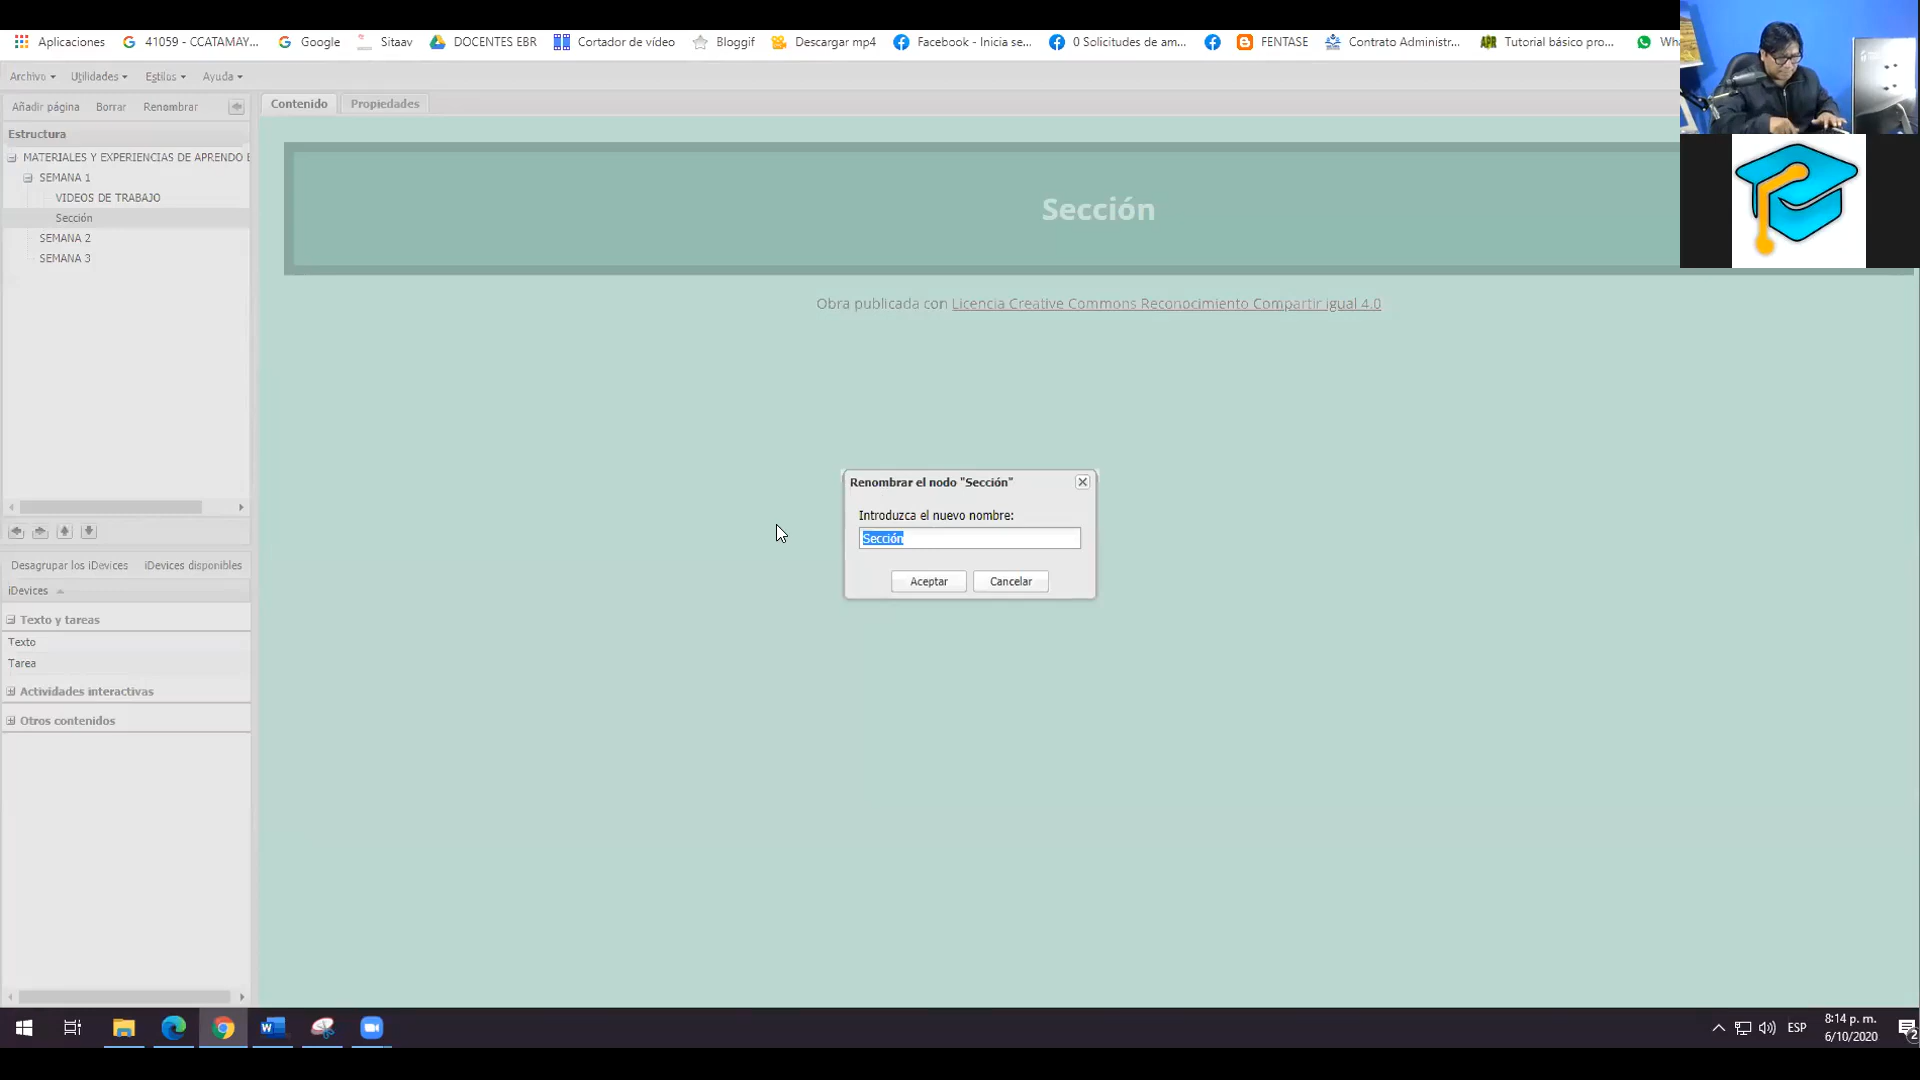 Aplicaciones
41059 - CCATAMAY...
Google
Sitaav
DOCENTES EBR
Cortador de vídeo
Bloggif
Descargar mp4
Facebook - Inicia se...
0 Solicitudes de am...
FENTASE
Contrato Administr...
Tutorial básico pro...
Archivo
Utilidades
Estilos
Ayuda
Añadir página
Borrar
Renombrar
Contenido
Propiedades
Estructura
MATERIALES Y EXPERIENCIAS DE APRENDO E
SEMANA 1
VIDEOS DE TRABAJO
Sección
SEMANA 2
SEMANA 3
Sección
Obra publicada con Licencia Creative Commons Reconocimiento Compartir igual 4.0
Renombrar el nodo "Sección"
Introduzca el nuevo nombre:
Sección
Aceptar
Cancelar
Desagrupar los iDevices
iDevices disponibles
iDevices
Texto y tareas
Texto
Tarea
Actividades interactivas
Otros contenidos
ESP
8:14 p. m.
6/10/2020
2